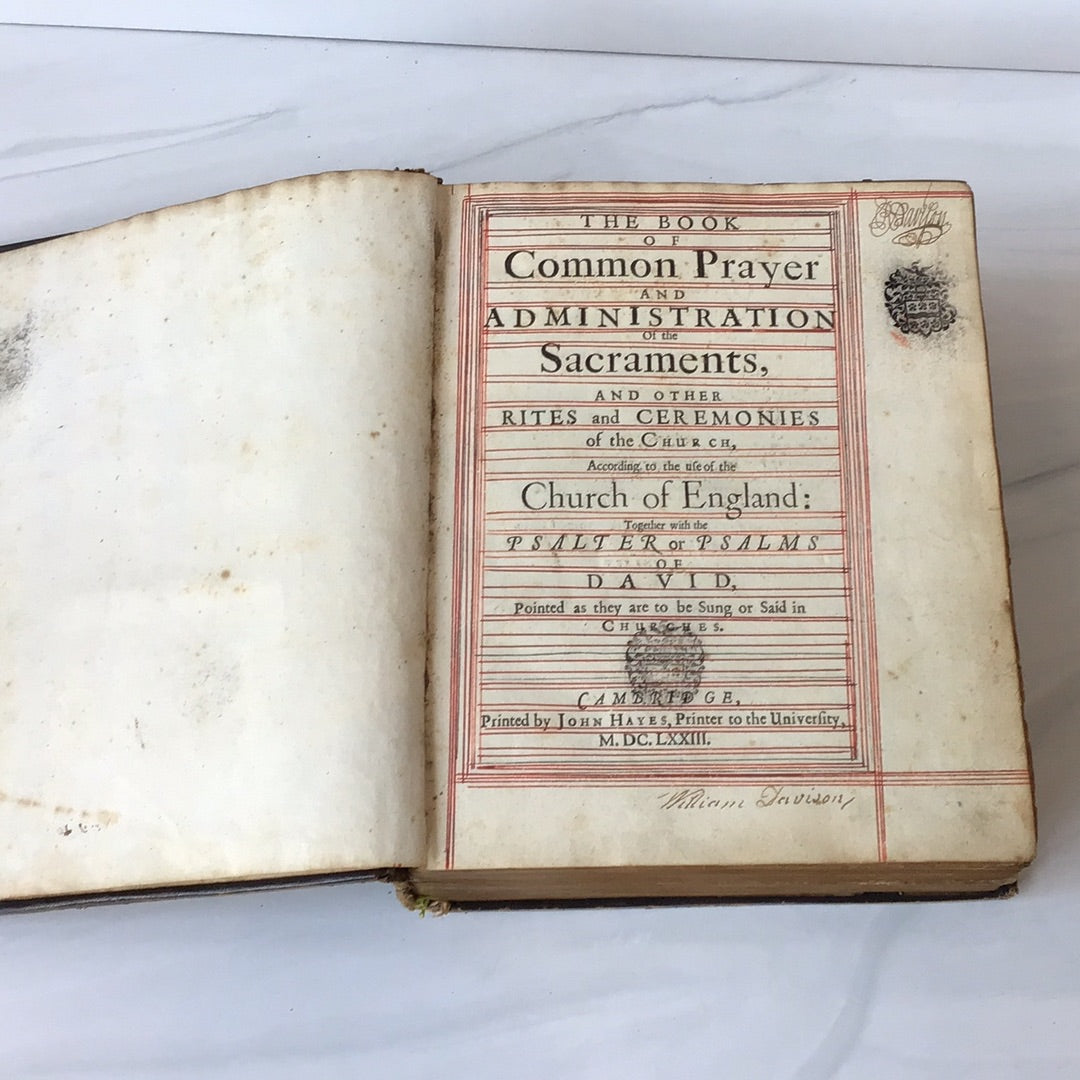 THE BOOK
OF
Common Prayer
AND
ADMINISTRATION
Of the
Sacraments,
AND OTHER
RITES and CEREMONIES
of the CHURCH,
According to the uſe of the
Church of England:
Together with the
PSALTER or PSALMS
OF
DAVID,
Pointed as they are to be Sung or Said in
CHURCHES.
CAMBRIDGE,
Printed by JOHN HAYES, Printer to the Univerſity,
M. DC. LXXIII.
William Davison